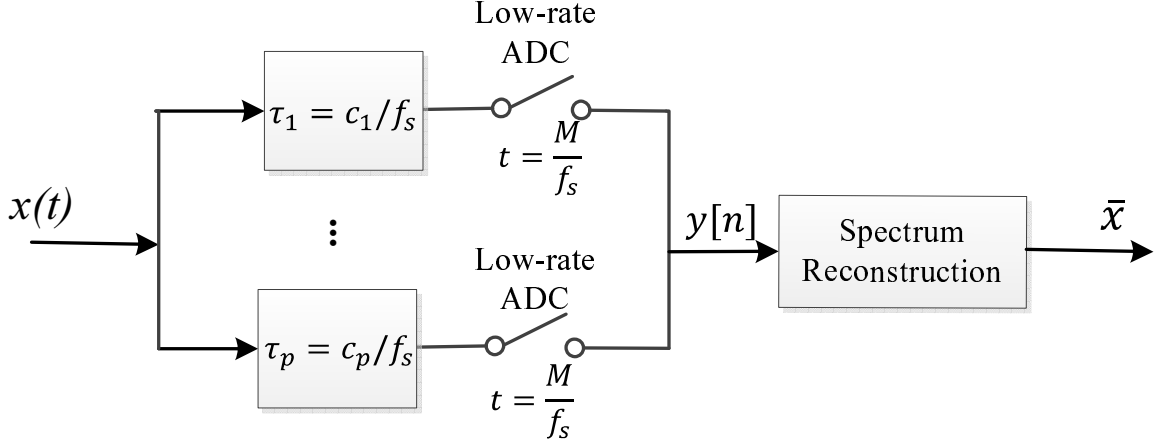 Low-rate
ADC
τ₁ = c₁/fₛ
t = M/fₛ
x(t)
⋮
Low-rate
ADC
τₚ = cₚ/fₛ
t = M/fₛ
y[n]
Spectrum
Reconstruction
x̄